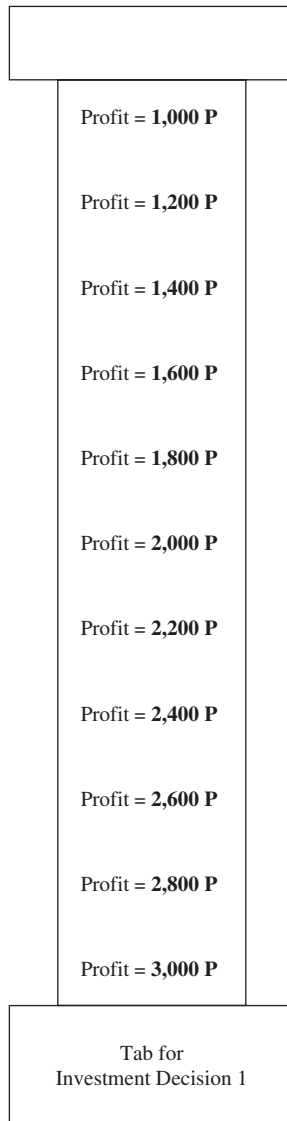 Profit = 1,000 P
Profit = 1,200 P
Profit = 1,400 P
Profit = 1,600 P
Profit = 1,800 P
Profit = 2,000 P
Profit = 2,200 P
Profit = 2,400 P
Profit = 2,600 P
Profit = 2,800 P
Profit = 3,000 P
Tab for
Investment Decision 1